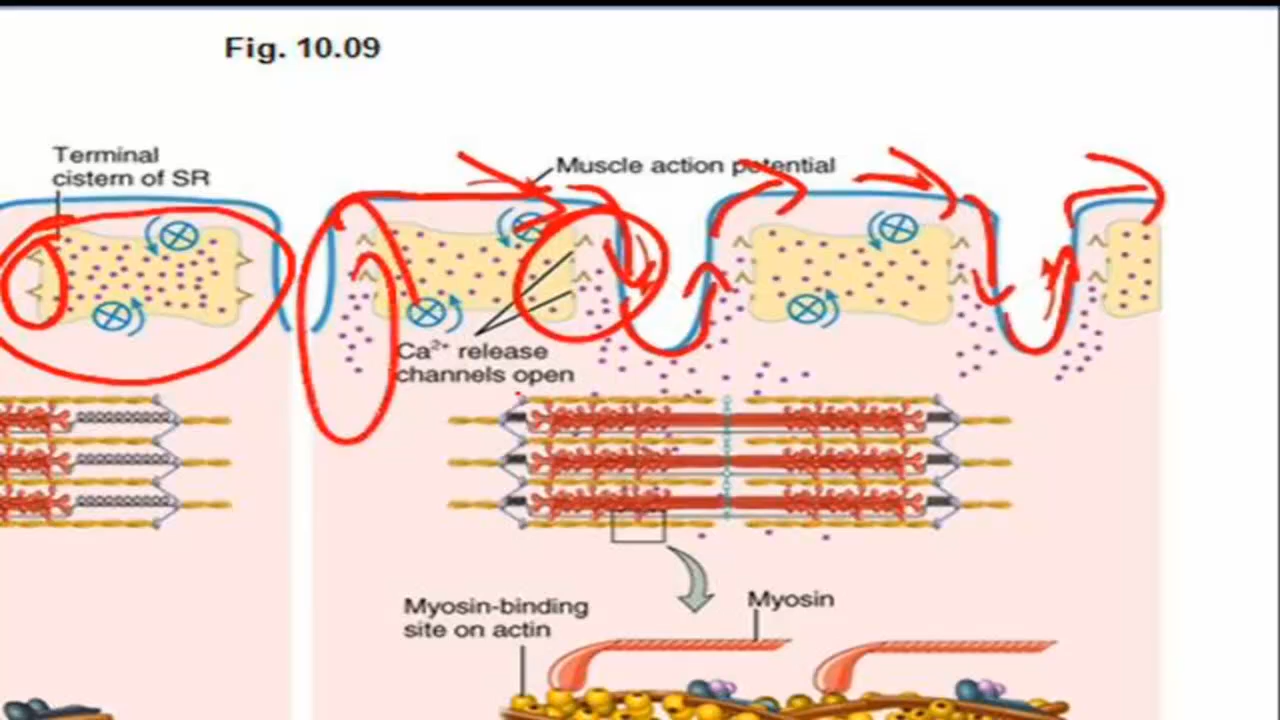 Fig. 10.09
Terminal
cistern of SR
Muscle action potential
Ca²⁺ release
channels open
Myosin-binding
site on actin
Myosin